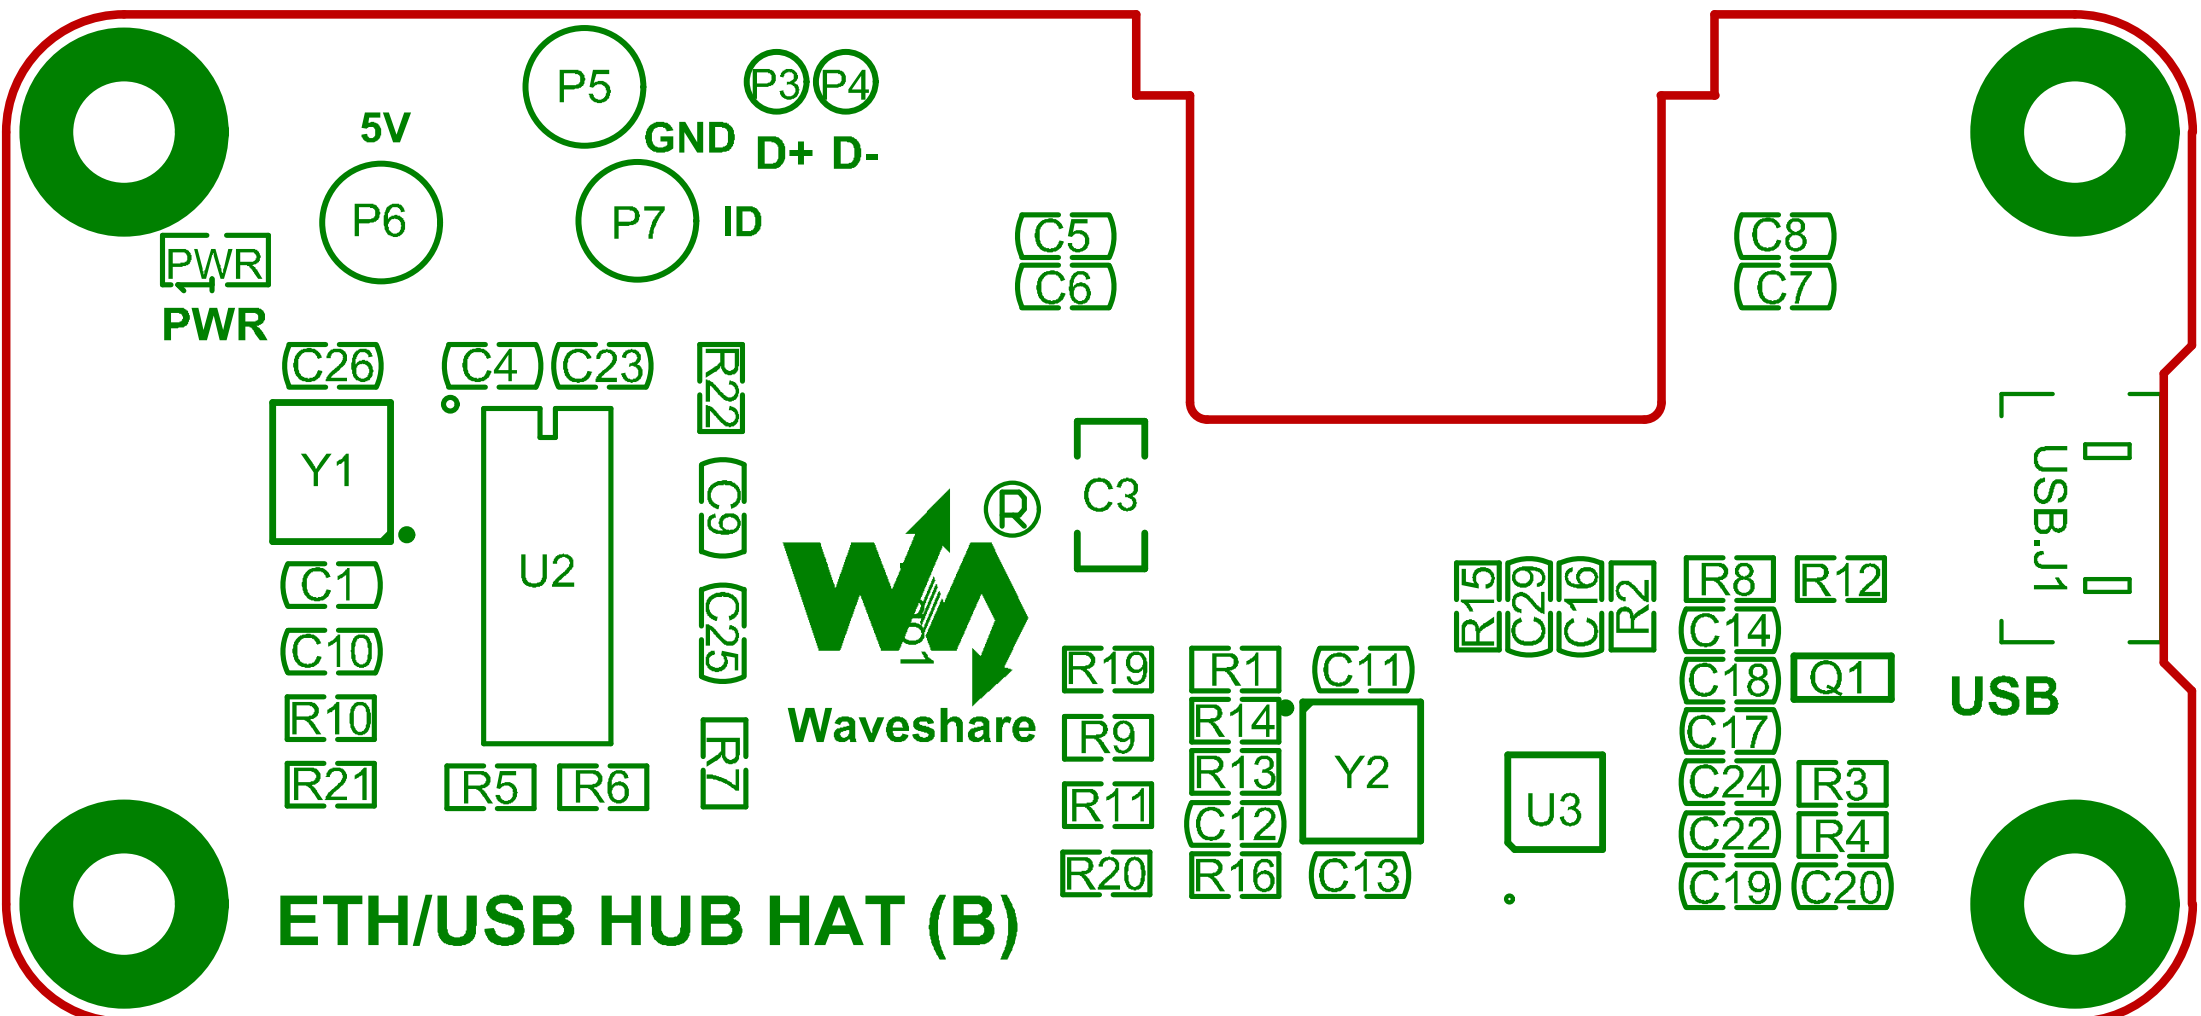 P5
P3
P4
5V
GND
D+ D-
P6
P7
ID
PWR
1
PWR
C5
C6
C8
C7
C26
C4
C23
R22
Y1
C9
C3
®
USB.J1
U2
C1
C25
R15
C29
C16
R2
R8
R12
C14
C10
R19
R1
C11
C18
Q1
USB
R10
Waveshare
R14
C17
R9
R7
R13
Y2
R21
R5
R6
C24
R3
R11
C12
U3
C22
R4
R20
R16
C13
C19
C20
ETH/USB HUB HAT (B)